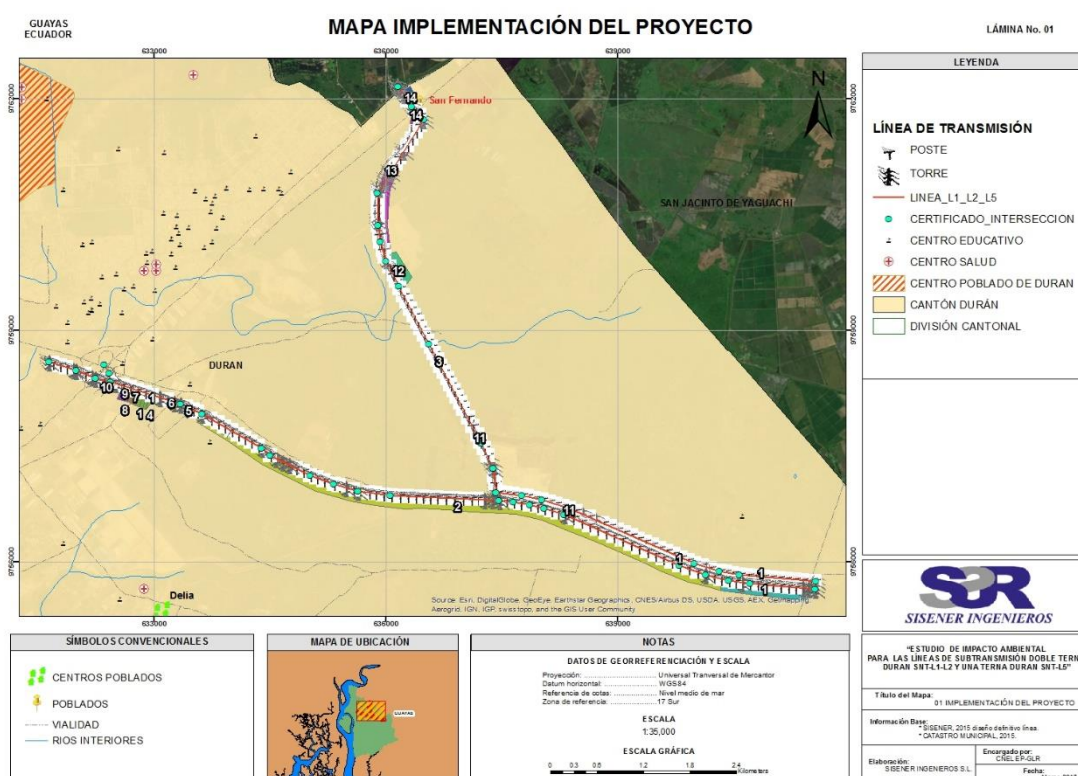 GUAYAS
ECUADOR
MAPA IMPLEMENTACIÓN DEL PROYECTO
LÁMINA No. 01
633000
636000
639000
9762000
9762000
San Fernando
14
14
13
12
SAN JACINTO DE YAGUACHI
DURAN
3
10
9
7
1
6
5
8
1
4
11
2
11
1
1
1
Delia
633000
636000
639000
N
LEYENDA
LÍNEA DE TRANSMISIÓN
POSTE
TORRE
LINEA_L1_L2_L5
CERTIFICADO_INTERSECCION
CENTRO EDUCATIVO
CENTRO SALUD
CENTRO POBLADO DE DURAN
CANTÓN DURÁN
DIVISIÓN CANTONAL
SISENER INGENIEROS
SÍMBOLOS CONVENCIONALES
CENTROS POBLADOS
POBLADOS
VIALIDAD
RIOS INTERIORES
MAPA DE UBICACIÓN
GUAYAS
NOTAS
DATOS DE GEORREFERENCIACIÓN Y ESCALA
Proyección: Universal Tranversal de Mercantor
Datum horizontal: WGS84
Referencia de cotas: Nivel medio de mar
Zona de referencia: 17 Sur
ESCALA
1:35,000
ESCALA GRÁFICA
0 0.3 0.6 1.2 1.8 2.4
Kilometers
"ESTUDIO DE IMPACTO AMBIENTAL
PARA LAS LÍNEAS DE SUBTRANSMISIÓN DOBLE TERN
DURAN SNT-L1-L2 Y UNA TERNA DURAN SNT-L5"
Título del Mapa:
01 IMPLEMENTACIÓN DEL PROYECTO
Información Base:
* SISENER, 2015 diseño definitivo línea.
* CATASTRO MUNICIPAL, 2015.
Elaboración:
SISENER INGENIEROS S.L.
Encargado por:
CNEL EP-GLR
Fecha: